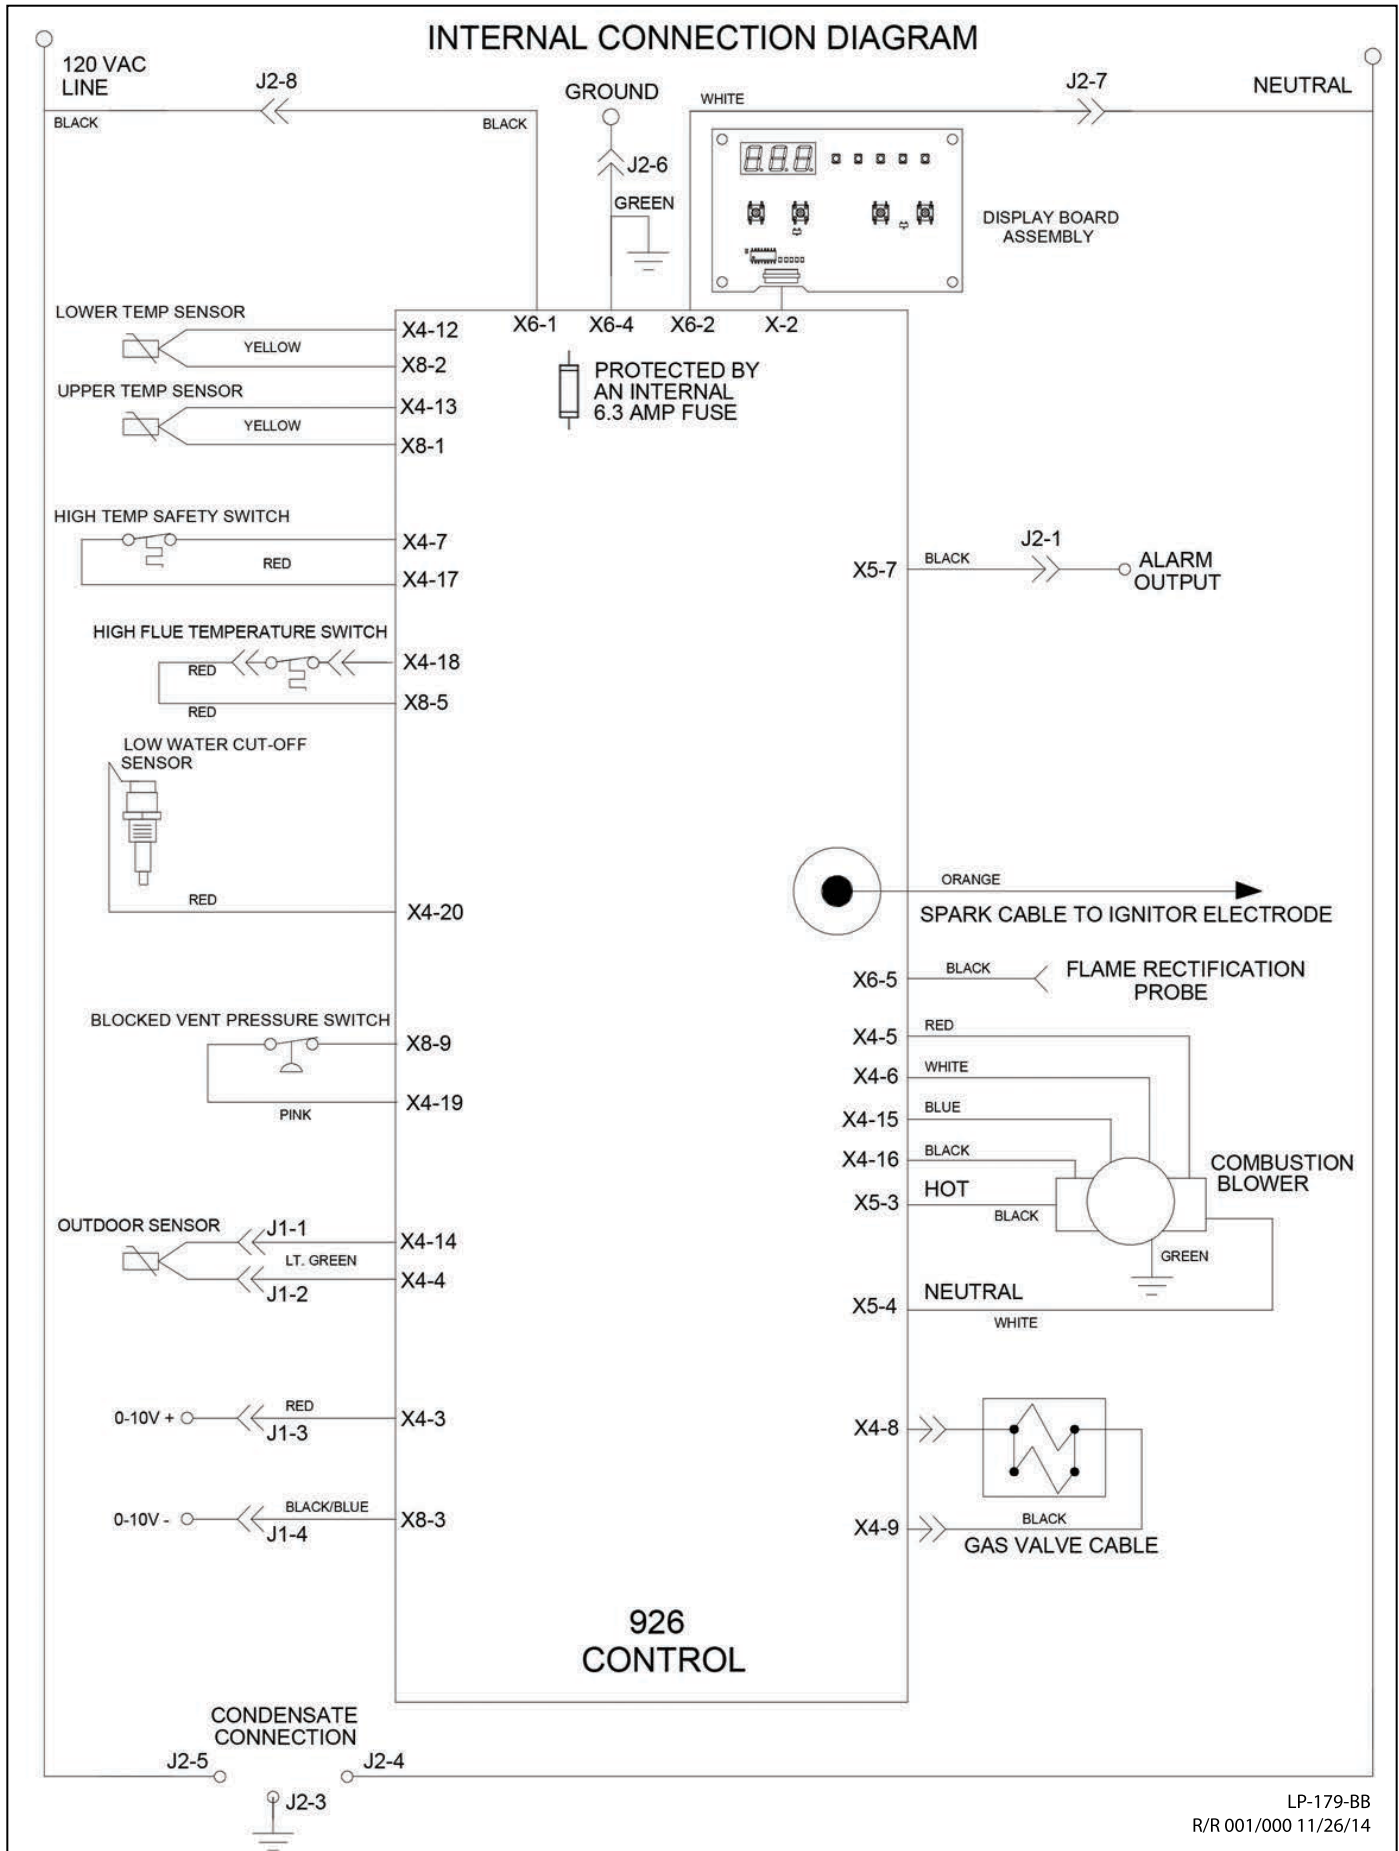 INTERNAL CONNECTION DIAGRAM
120 VAC
LINE
J2-8
BLACK
BLACK
GROUND
J2-6
GREEN
WHITE
J2-7
NEUTRAL
DISPLAY BOARD
ASSEMBLY
X6-1
X6-4
X6-2
X-2
PROTECTED BY
AN INTERNAL
6.3 AMP FUSE
LOWER TEMP SENSOR
YELLOW
X4-12
X8-2
UPPER TEMP SENSOR
YELLOW
X4-13
X8-1
HIGH TEMP SAFETY SWITCH
RED
X4-7
X4-17
HIGH FLUE TEMPERATURE SWITCH
RED
X4-18
RED
X8-5
LOW WATER CUT-OFF
SENSOR
RED
X4-20
BLOCKED VENT PRESSURE SWITCH
X8-9
PINK
X4-19
OUTDOOR SENSOR
J1-1
X4-14
LT. GREEN
J1-2
X4-4
0-10V +
RED
J1-3
X4-3
0-10V -
BLACK/BLUE
J1-4
X8-3
X5-7
BLACK
J2-1
ALARM
OUTPUT
ORANGE
SPARK CABLE TO IGNITOR ELECTRODE
X6-5
BLACK
FLAME RECTIFICATION
PROBE
X4-5
RED
X4-6
WHITE
X4-15
BLUE
X4-16
BLACK
X5-3
HOT
BLACK
COMBUSTION
BLOWER
GREEN
X5-4
NEUTRAL
WHITE
X4-8
X4-9
BLACK
GAS VALVE CABLE
926
CONTROL
CONDENSATE
CONNECTION
J2-5
J2-4
J2-3
LP-179-BB
R/R 001/000 11/26/14